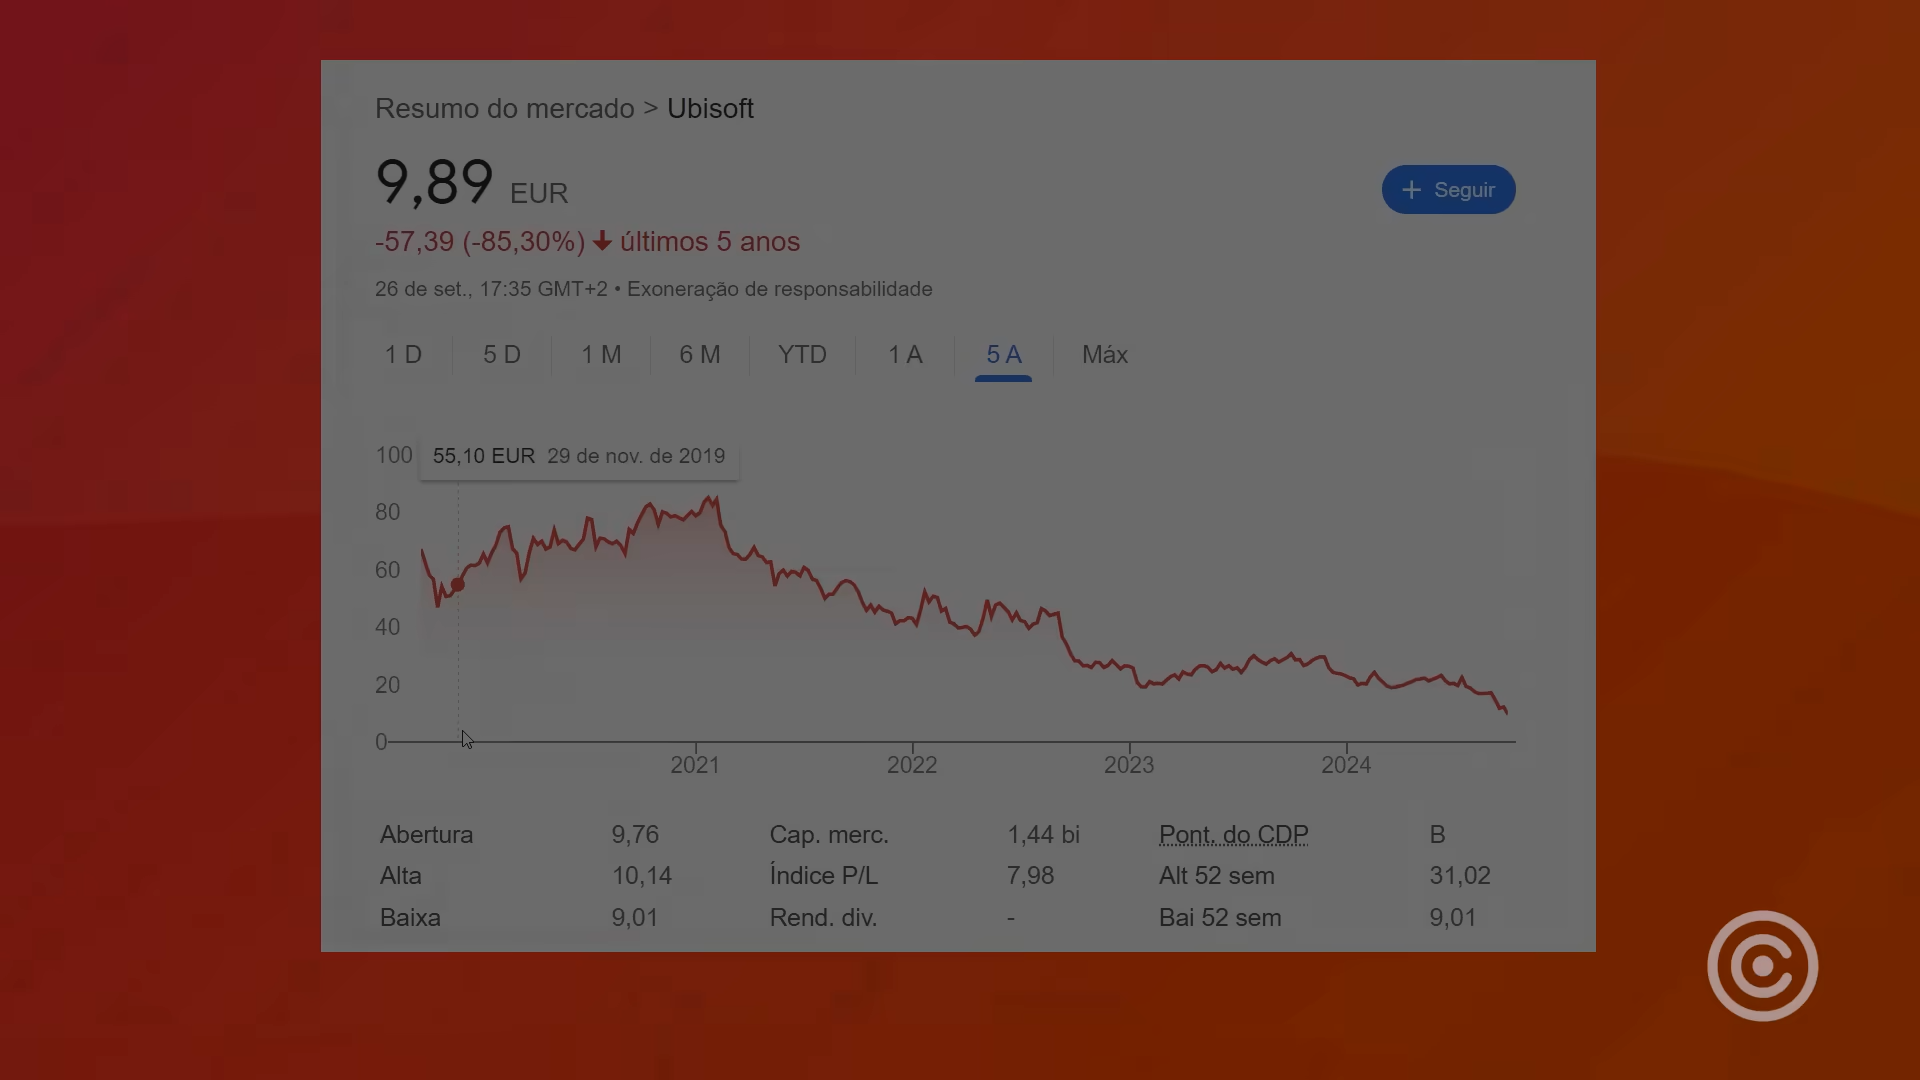 Resumo do mercado > Ubisoft
9,89 EUR
+ Seguir
-57,39 (-85,30%) últimos 5 anos
26 de set., 17:35 GMT+2 • Exoneração de responsabilidade
1 D 5 D 1 M 6 M YTD 1 A 5 A Máx
100 55,10 EUR 29 de nov. de 2019
80
60
40
20
0
2021 2022 2023 2024
Abertura 9,76 Cap. merc. 1,44 bi Pont. do CDP B
Alta 10,14 Índice P/L 7,98 Alt 52 sem 31,02
Baixa 9,01 Rend. div. - Bai 52 sem 9,01